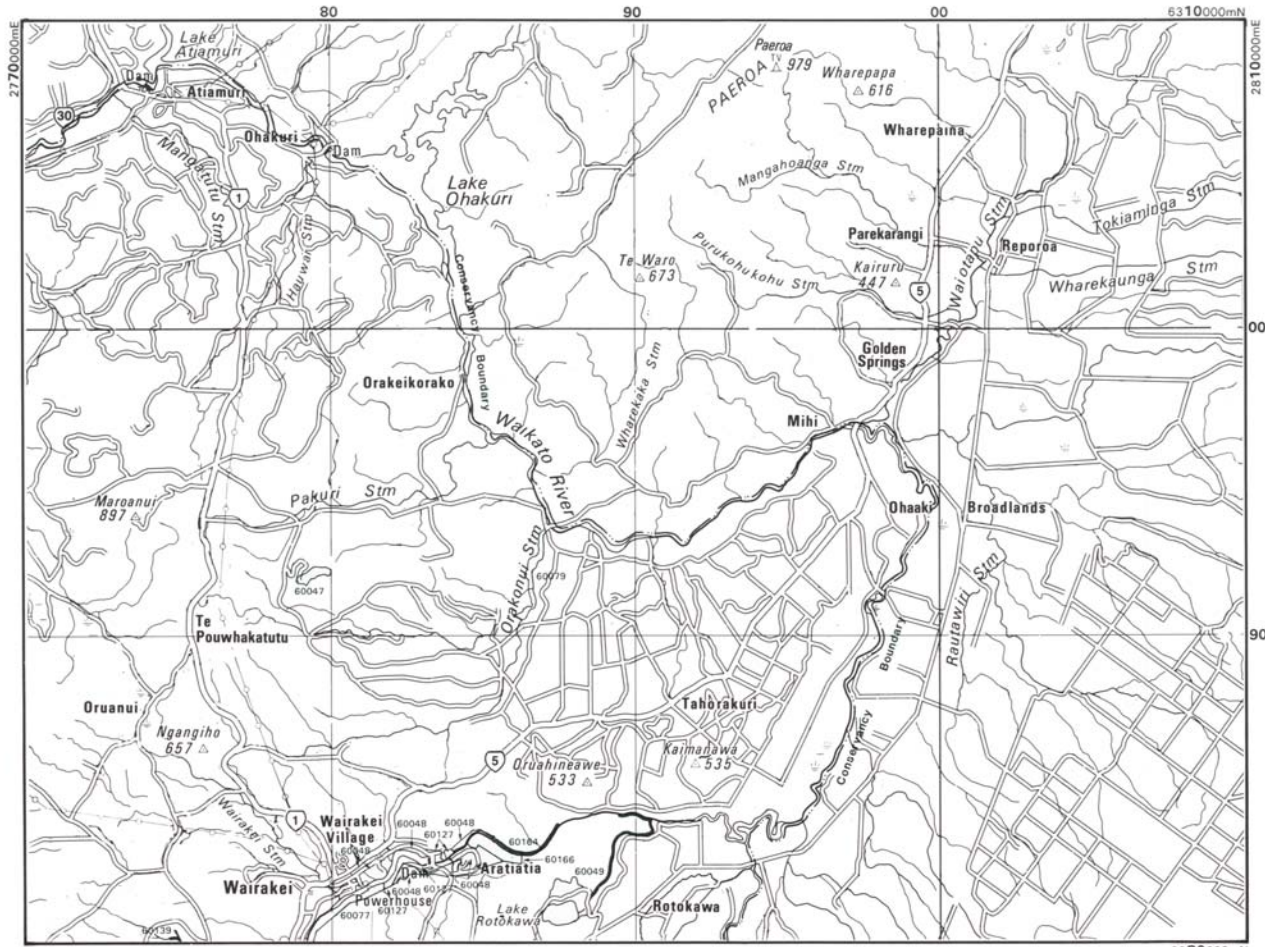 80
90
00
6310000mN
2770000mE
2810000mE
Lake
Atiamuri
Dam
Atiamuri
30
Ohakuri
Dam
Mangatutu Stm
1
Hauwai Stm
Lake
Ohakuri
Paeroa
TV
979
PAEROA
Wharepapa
616
Wharepaina
Mangahoanga Stm
Tokiaminga Stm
Parekarangi
Reporoa
Waiotapu Stm
Purukohukohu Stm
Kairuru
447
5
Wharekaunga Stm
Te Waro
673
Conservancy
Boundary
00
Golden
Springs
Orakeikorako
Wharekaka Stm
Mihi
Waikato
River
Maroanui
897
Pakuri Stm
Ohaaki
Broadlands
Orakonui Stm
60079
60047
Rautawiri Stm
Te
Pouwhakatutu
90
Boundary
Conservancy
Oruanui
Tahorakuri
Ngangiho
657
5
Oruahineawe
533
Kaimanawa
535
Wairakei Stm
1
Wairakei
Village
60048
60048
60127
60164
60048
60166
60049
Aratiatia
Dam
Wairakei
60048
60048
Powerhouse
60077
60127
Lake
Rotokawa
Rotokawa
60139